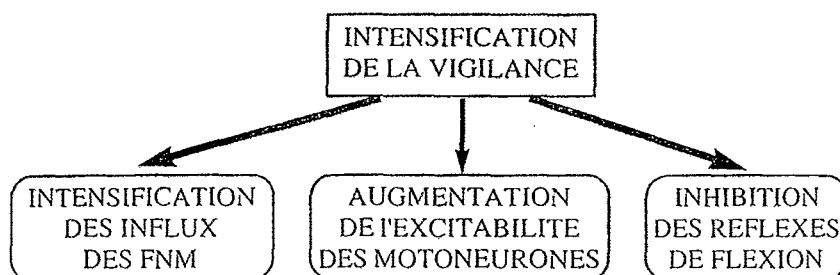 INTENSIFICATION
DE LA VIGILANCE
INTENSIFICATION
DES INFLUX
DES FNM
AUGMENTATION
DE l'EXCITABILITE
DES MOTONEURONES
INHIBITION
DES REFLEXES
DE FLEXION